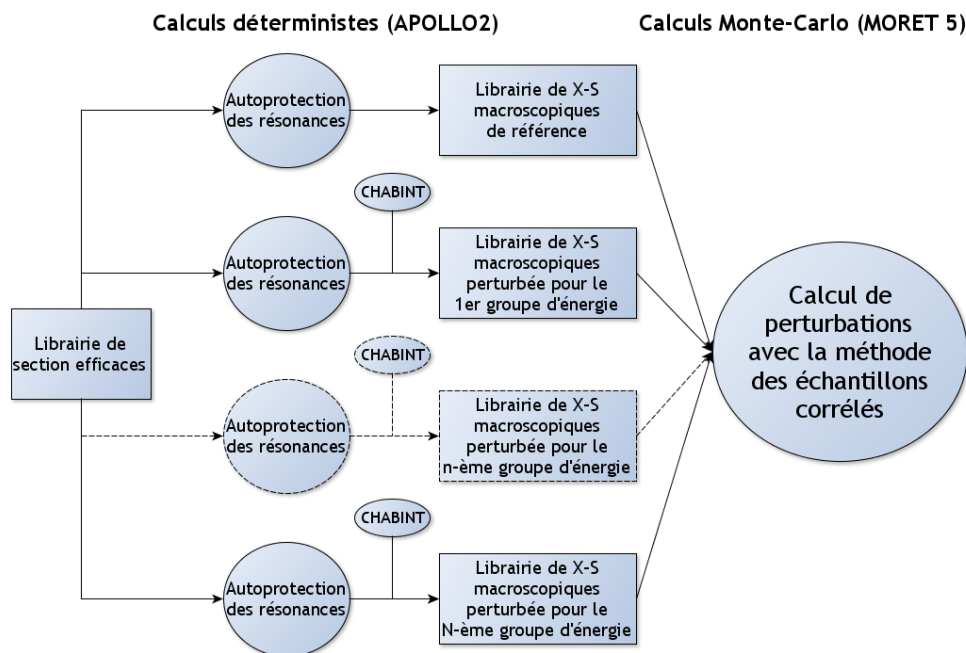 Calculs déterministes (APOLLO2)
Calculs Monte-Carlo (MORET 5)
Autoprotection
des résonances
Librairie de X-S
macroscopiques
de référence
CHABINT
Autoprotection
des résonances
Librairie de X-S
macroscopiques
perturbée pour le
1er groupe d'énergie
Librairie de
section efficaces
Calcul de
perturbations
avec la méthode
des échantillons
corrélés
CHABINT
Autoprotection
des résonances
Librairie de X-S
macroscopiques
perturbée pour le
n-ème groupe d'énergie
CHABINT
Autoprotection
des résonances
Librairie de X-S
macroscopiques
perturbée pour le
N-ème groupe d'énergie